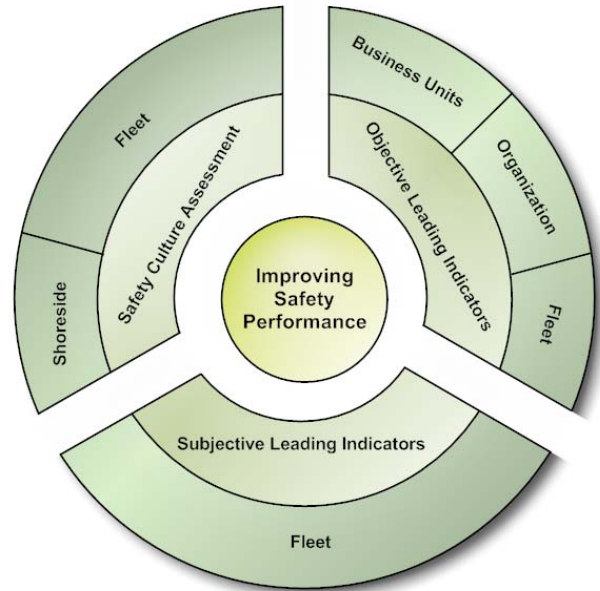 Fleet
Shoreside
Safety Culture Assessment
Business Units
Organization
Fleet
Objective Leading Indicators
Improving
Safety
Performance
Subjective Leading Indicators
Fleet